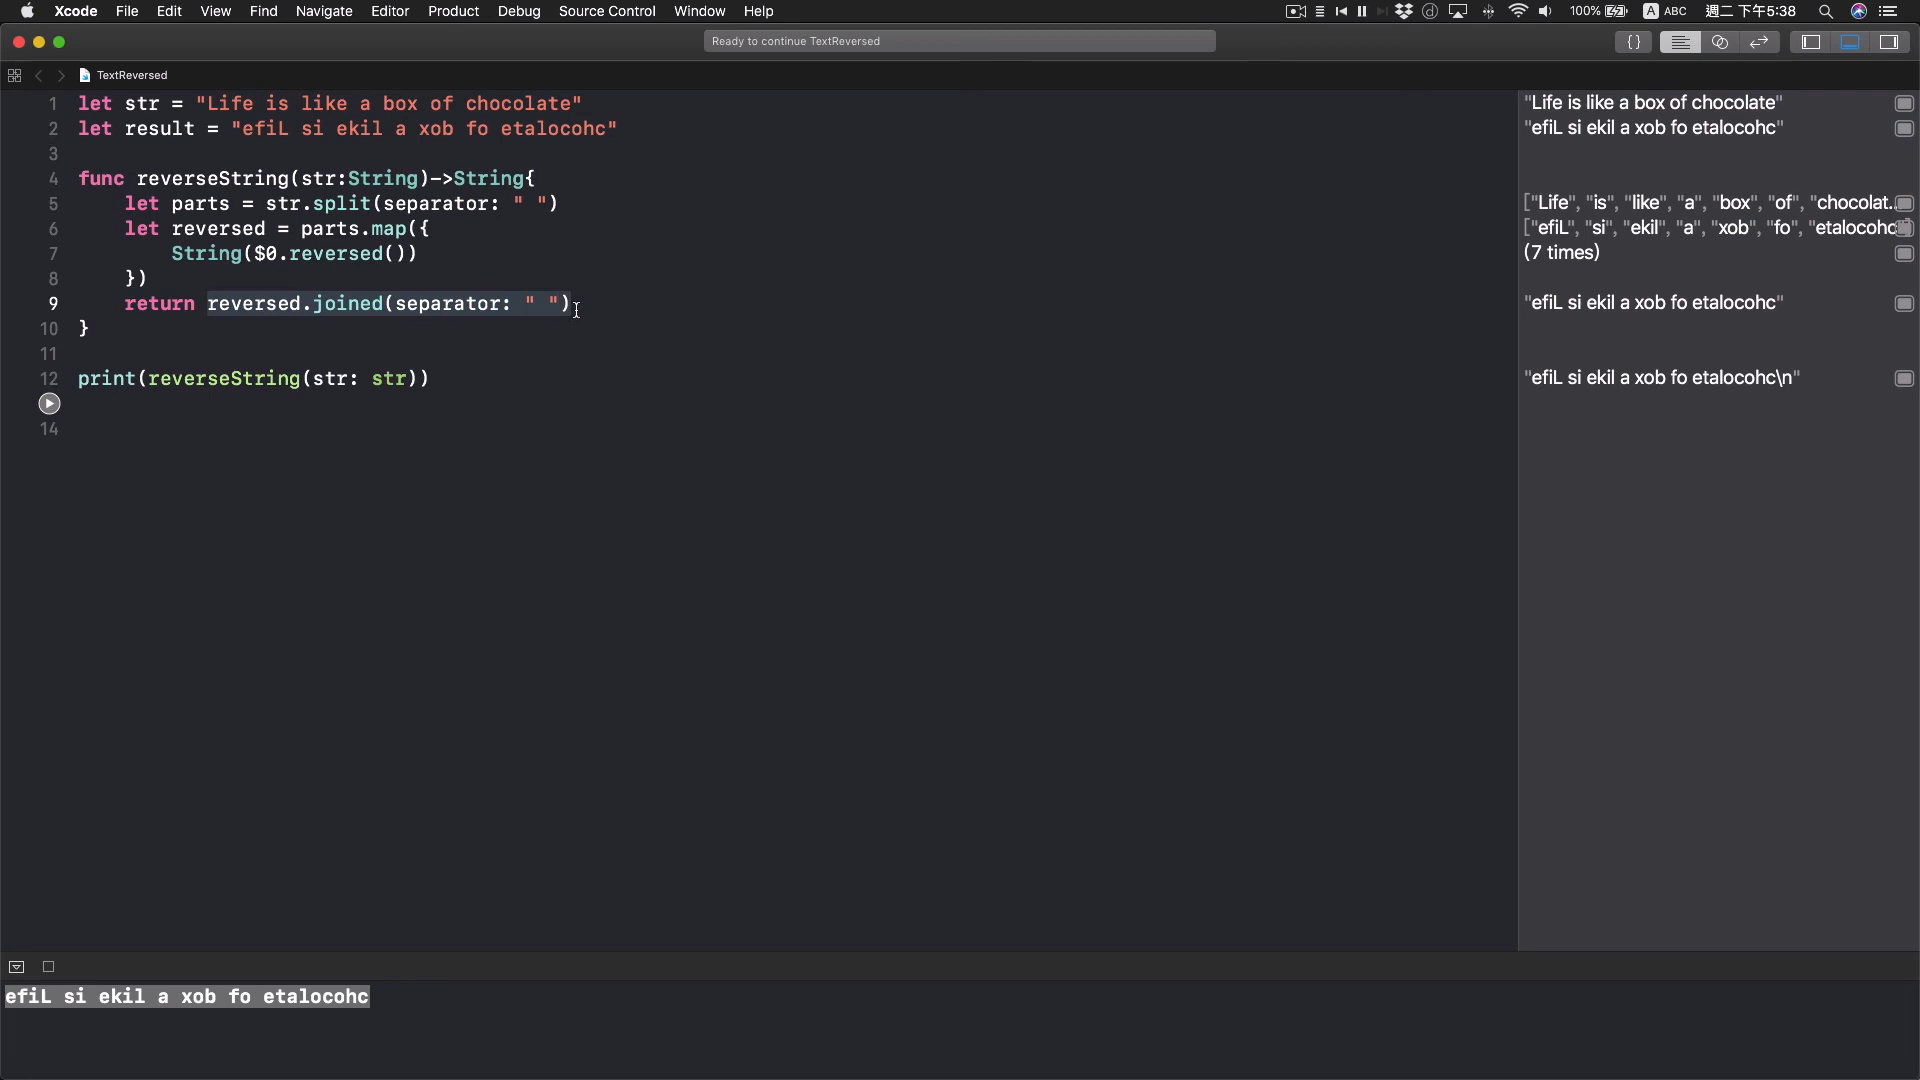 Xcode File Edit View Find Navigate Editor Product Debug Source Control Window Help 100% A ABC 週二 下午5:38
Ready to continue TextReversed
{}
TextReversed
1 let str = "Life is like a box of chocolate"
2 let result = "efiL si ekil a xob fo etalocohc"
3
4 func reverseString(str:String)->String{
5 let parts = str.split(separator: " ")
6 let reversed = parts.map({
7 String($0.reversed())
8 })
9 return reversed.joined(separator: " ")
10 }
11
12 print(reverseString(str: str))
14
"Life is like a box of chocolate"
"efiL si ekil a xob fo etalocohc"
["Life", "is", "like", "a", "box", "of", "chocolat...
["efiL", "si", "ekil", "a", "xob", "fo", "etalocohc"]
(7 times)
"efiL si ekil a xob fo etalocohc"
"efiL si ekil a xob fo etalocohc\n"
efiL si ekil a xob fo etalocohc